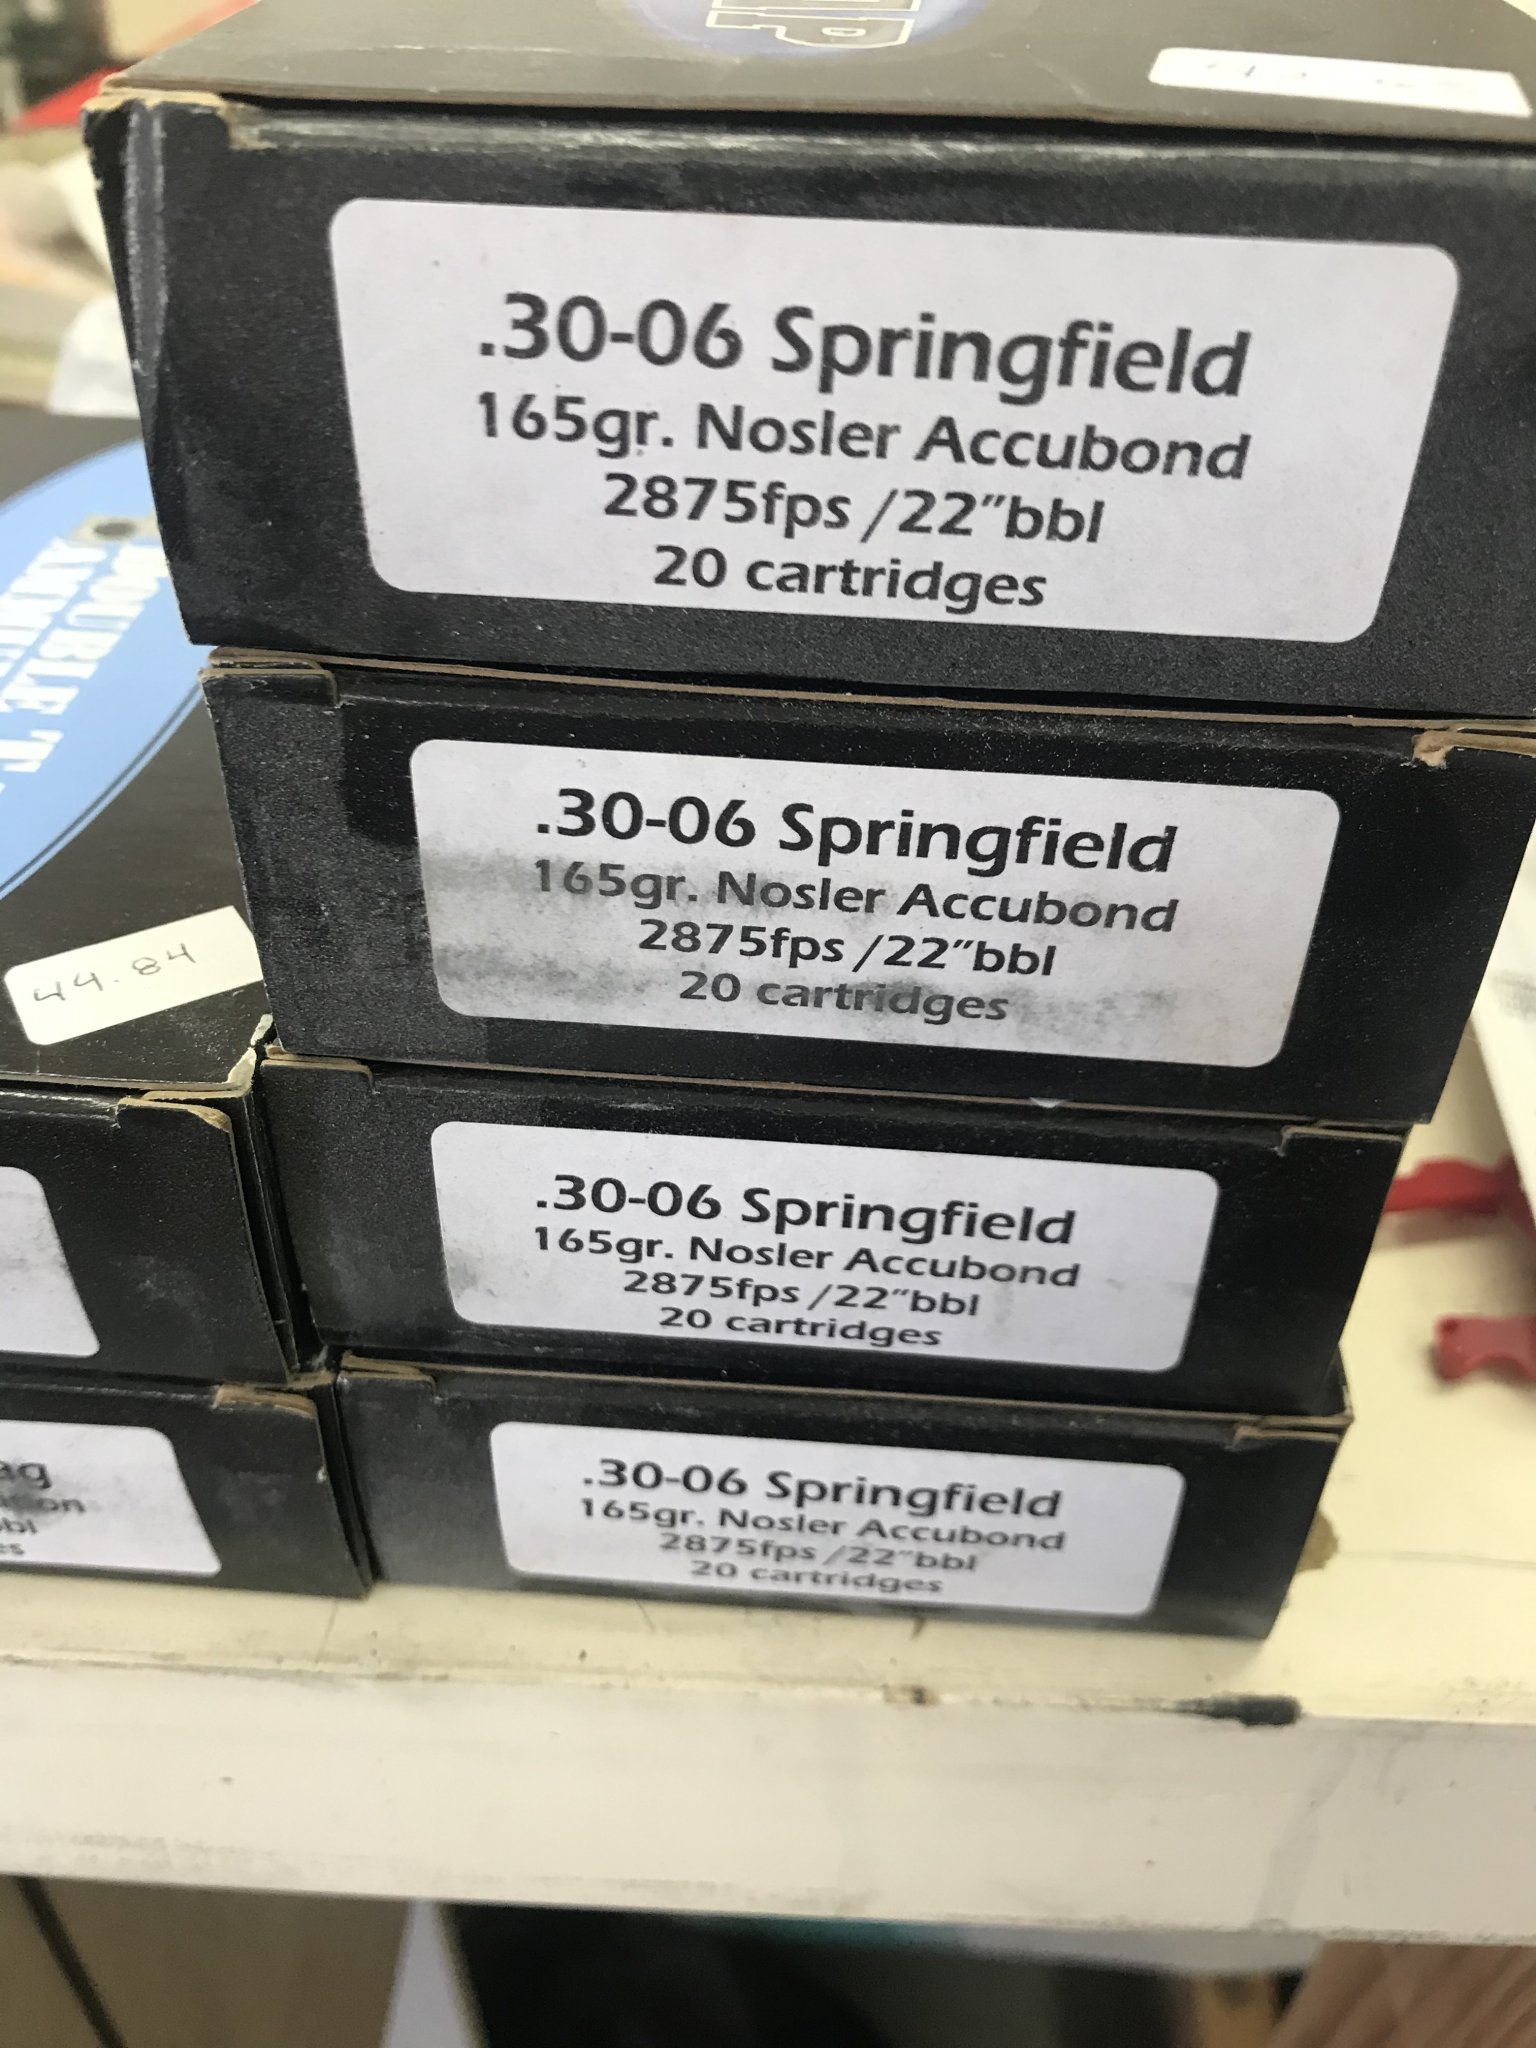 .30-06 Springfield
165gr. Nosler Accubond
2875fps /22"bbl
20 cartridges
.30-06 Springfield
165gr. Nosler Accubond
2875fps /22"bbl
20 cartridges
DOUBLE
44.84
.30-06 Springfield
165gr. Nosler Accubond
2875fps /22"bbl
20 cartridges
.30-06 Springfield
165gr. Nosler Accubond
2875fps /22"bbl
20 cartridges